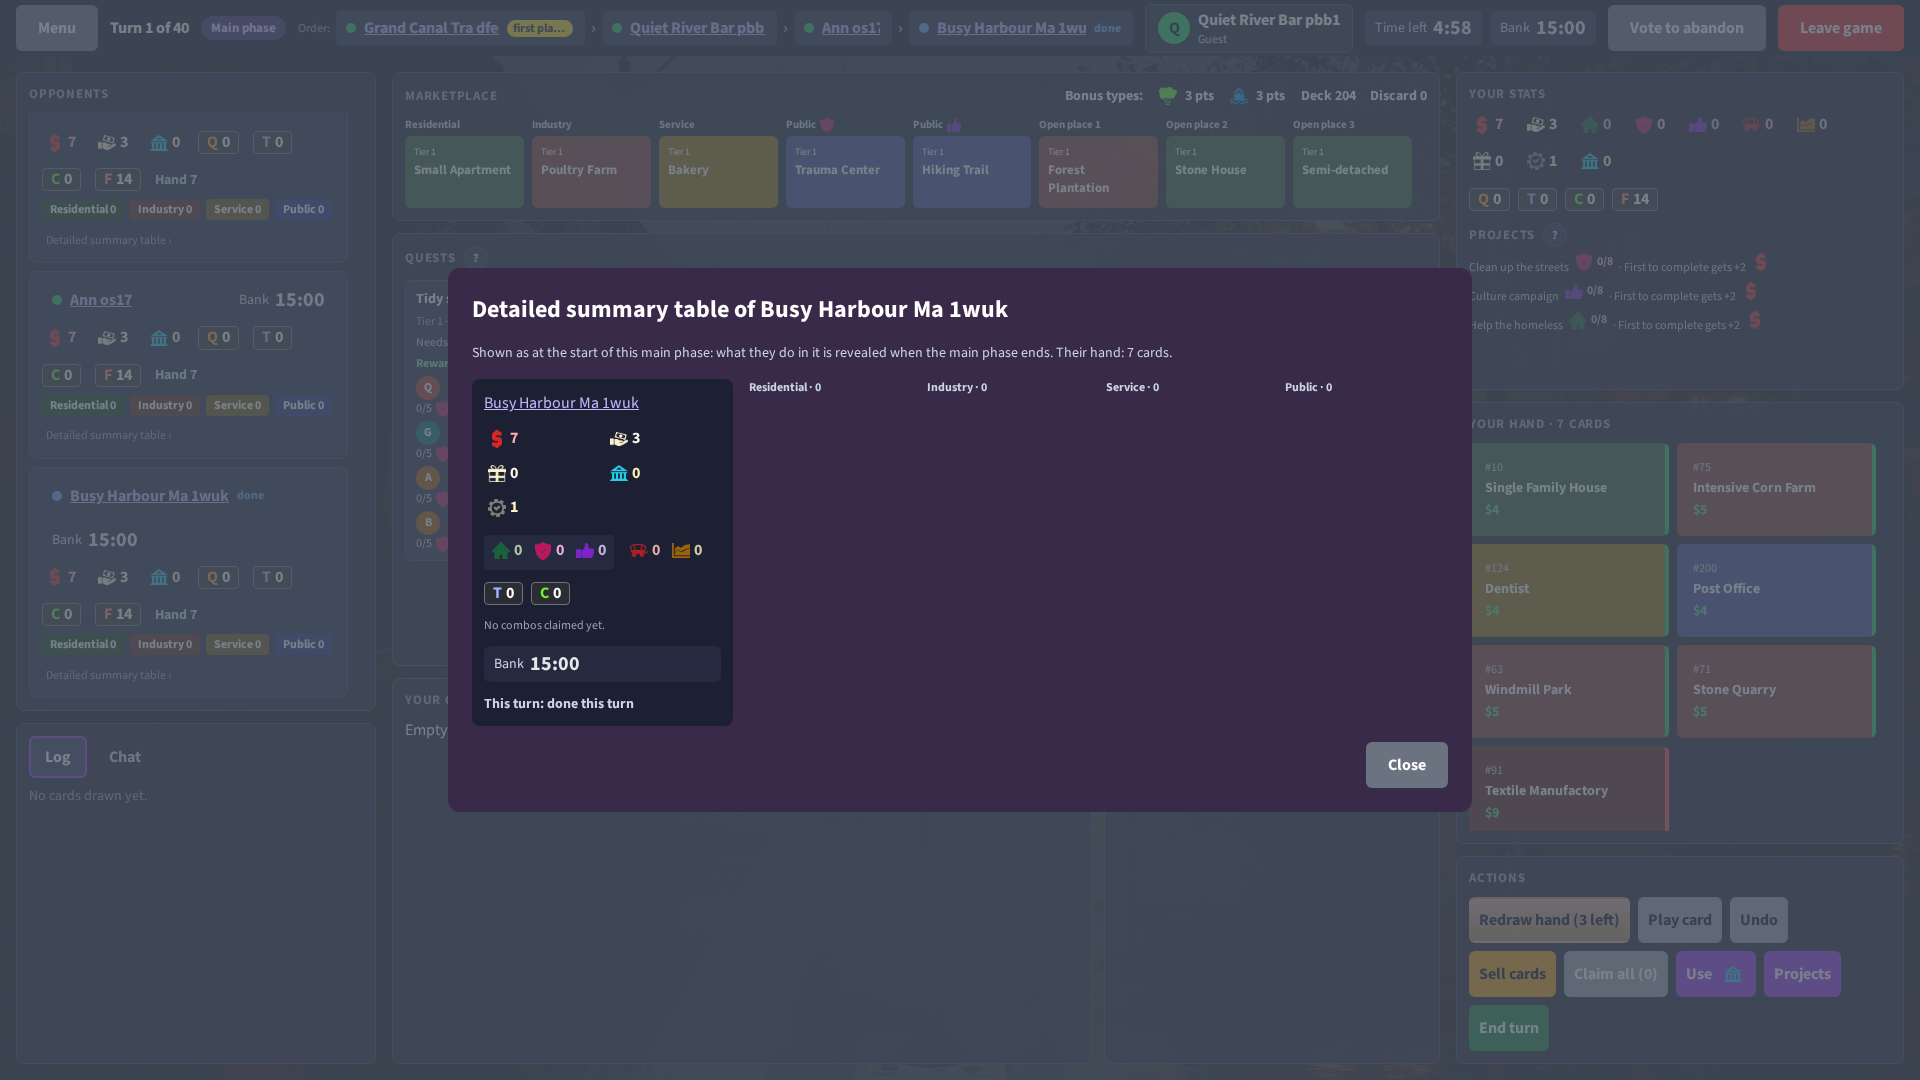 Menu
Turn 1 of 40
Main phase
Order:
Grand Canal Tra dfe
first pla...
›
Quiet River Bar pbb
›
Ann os17
›
Busy Harbour Ma 1wu
done
Q
Quiet River Bar pbb1
Guest
Time left 4:58
Bank 15:00
Vote to abandon
Leave game
OPPONENTS
7 3 0 Q 0 T 0
C 0 F 14 Hand 7
Residential 0 Industry 0 Service 0 Public 0
Detailed summary table ›
Ann os17 Bank 15:00
7 3 0 Q 0 T 0
C 0 F 14 Hand 7
Residential 0 Industry 0 Service 0 Public 0
Detailed summary table ›
Busy Harbour Ma 1wuk done
Bank 15:00
7 3 0 Q 0 T 0
C 0 F 14 Hand 7
Residential 0 Industry 0 Service 0 Public 0
Detailed summary table ›
Log Chat
No cards drawn yet.
MARKETPLACE
Bonus types: 3 pts 3 pts Deck 204 Discard 0
Residential
Tier 1
Small Apartment
Industry
Tier 1
Poultry Farm
Service
Tier 1
Bakery
Public
Tier 1
Trauma Center
Public
Tier 1
Hiking Trail
Open place 1
Tier 1
Forest
Plantation
Open place 2
Tier 1
Stone House
Open place 3
Tier 1
Semi-detached
QUESTS ?
Tidy
Tier 1 ·
Needs
Q
0/5
G
0/5
A
0/5
B
0/5
Empty
Detailed summary table of Busy Harbour Ma 1wuk
Shown as at the start of this main phase: what they do in it is revealed when the main phase ends. Their hand: 7 cards.
Busy Harbour Ma 1wuk
7 3
0 0
1
0 0 0 0 0
T 0 C 0
No combos claimed yet.
Bank 15:00
This turn: done this turn
Residential · 0 Industry · 0 Service · 0 Public · 0
Close
YOUR STATS
7 3 0 0 0 0 0
0 1 0
Q 0 T 0 C 0 F 14
PROJECTS ?
Clean up the streets 0/8 · First to complete gets +2
Culture campaign 0/8 · First to complete gets +2
Help the homeless 0/8 · First to complete gets +2
YOUR HAND · 7 CARDS
#10
Single Family House
$4
#75
Intensive Corn Farm
$5
#124
Dentist
$4
#200
Post Office
$4
#63
Windmill Park
$5
#71
Stone Quarry
$5
#91
Textile Manufactory
$9
ACTIONS
Redraw hand (3 left) Play card Undo
Sell cards Claim all (0) Use Projects
End turn